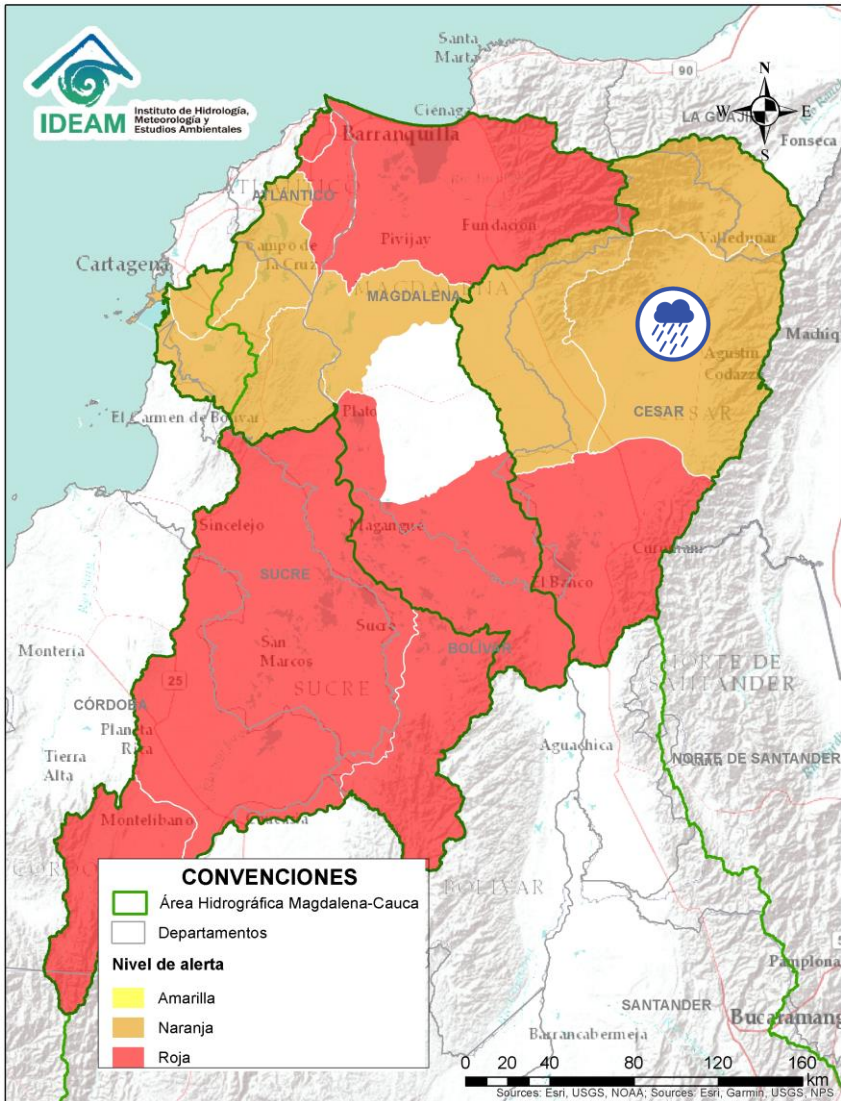 IDEAM
Instituto de Hidrología,
Meteorología y
Estudios Ambientales
Santa
Marta
90
N
W
E
S
LA GUAJI
Ciénaga
Fonseca
Barranquilla
ATLÁNTICO
Fundación
Pivijay
Valledupar
Campo de
la Cruz
Cartagena
MAGDALENA
Machiq
Agustín
Codazzi
CESAR
El Carmen de Bolívar
Plato
Sincelejo
Magangué
Curumaní
El Banco
SUCRE
Sucre
San
Marcos
BOLÍVAR
Montería
SUCRE
NORTE DE
SANTANDER
25
CÓRDOBA
Planeta
Rica
Tierra
Alta
Aguachica
NORTE DE SANTANDER
Montelíbano
Caucasia
BOLÍVAR
CONVENCIONES
Área Hidrográfica Magdalena-Cauca
Departamentos
Nivel de alerta
Amarilla
Naranja
Roja
Pamplona
SANTANDER
Bucaramang
Barrancabermeja
0 20 40 80 120 160
km
Sources: Esri, USGS, NOAA; Sources: Esri, Garmin, USGS, NPS